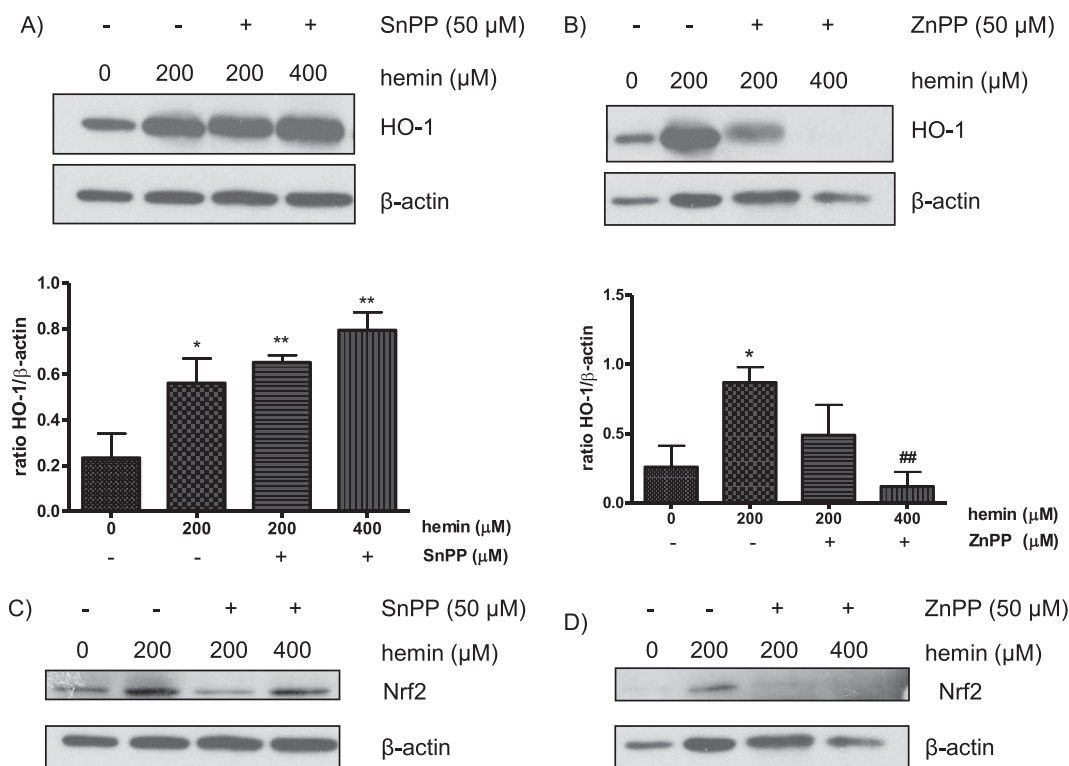 A) - - + + SnPP (50 µM)
0 200 200 400 hemin (µM)
HO-1
β-actin
ratio HO-1/β-actin
1.0
0.8
0.6
0.4
0.2
0.0
* ** **
0 200 200 400 hemin (µM)
- - + + SnPP (µM)
B) - - + + ZnPP (50 µM)
0 200 200 400 hemin (µM)
HO-1
β-actin
ratio HO-1/β-actin
1.5
1.0
0.5
0.0
* ##
0 200 200 400 hemin (µM)
- - + + ZnPP (µM)
C) - - + + SnPP (50 µM)
0 200 200 400 hemin (µM)
Nrf2
β-actin
D) - - + + ZnPP (50 µM)
0 200 200 400 hemin (µM)
Nrf2
β-actin